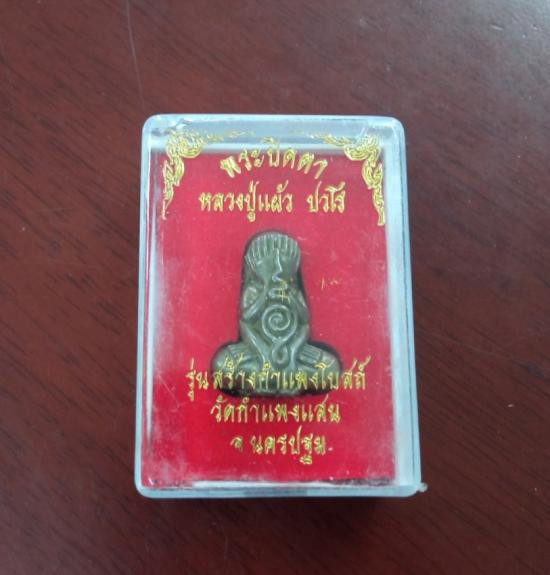 พระปิดตา
หลวงปู่แผ้ว ปวโร
รุ่นสร้างกำแพงโบสถ์
วัดกำแพงแสน
จ.นครปฐม